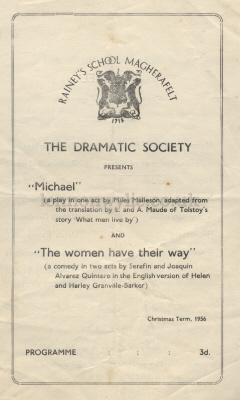 RAINEY'S SCHOOL MAGHERAFELT
1713
THE DRAMATIC SOCIETY
PRESENTS
"Michael"
(a play in one act by Miles Malleson, adapted from
the translation by L. and A. Maude of Tolstoy's
story 'What men live by')
AND
"The women have their way"
(a comedy in two acts by Serafin and Joaquin
Alvarez Quintero in the English version of Helen
and Harley Granville-Barker)
Christmas Term, 1956
PROGRAMME : : : 3d.